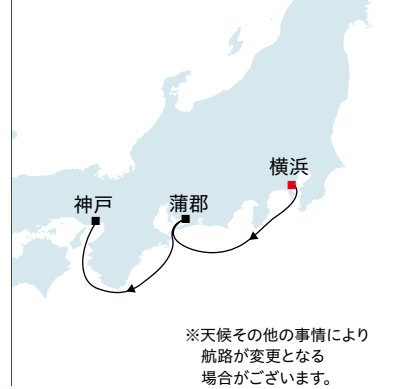 横浜
神戸
蒲郡
※天候その他の事情により
航路が変更となる
場合がございます。